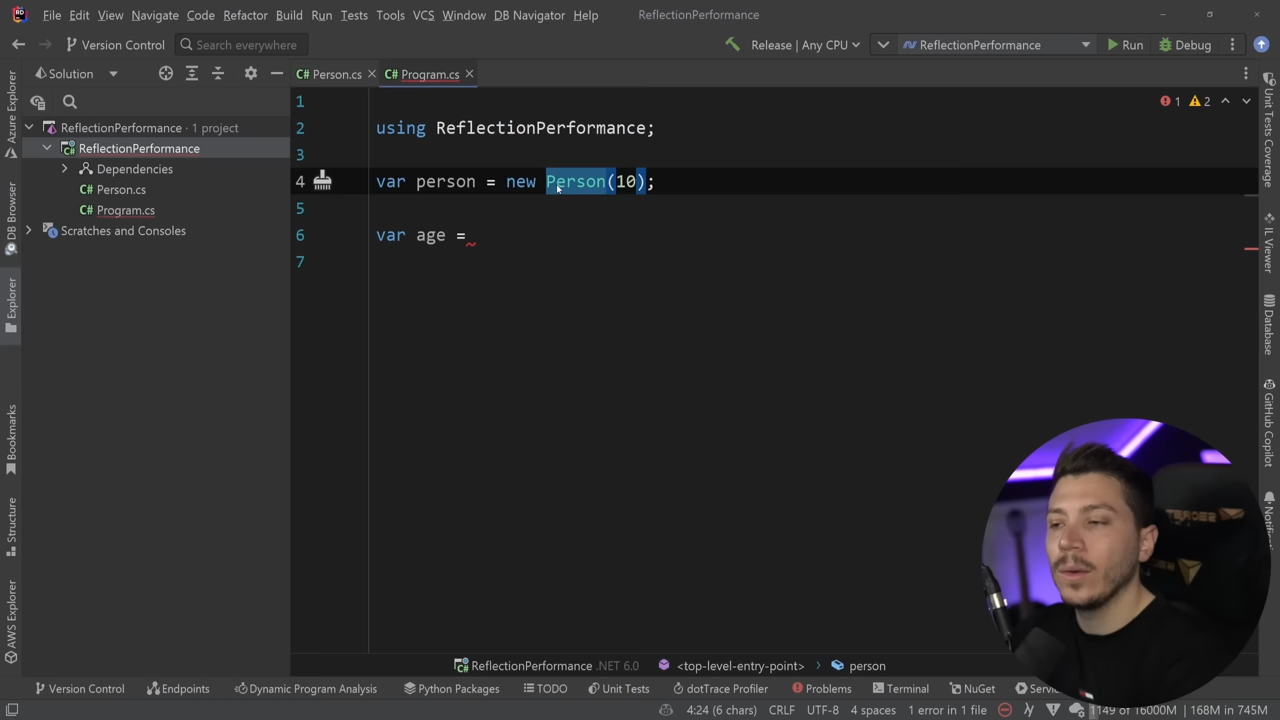 File Edit View Navigate Code Refactor Build Run Tests Tools VCS Window DB Navigator Help ReflectionPerformance
Version Control Search everywhere Release | Any CPU ReflectionPerformance Run Debug
Solution
C# Person.cs C# Program.cs
ReflectionPerformance · 1 project
ReflectionPerformance
Dependencies
C# Person.cs
C# Program.cs
Scratches and Consoles
1
2 using ReflectionPerformance;
3
4 var person = new Person(10);
5
6 var age =
7
1 2
Azure Explorer
DB Browser
Explorer
Bookmarks
Structure
AWS Explorer
Unit Tests Coverage
IL Viewer
Database
GitHub Copilot
ReflectionPerformance .NET 6.0 <top-level-entry-point> person
Version Control Endpoints Dynamic Program Analysis Python Packages TODO Unit Tests dotTrace Profiler Problems Terminal NuGet
4:24 (6 chars) CRLF UTF-8 4 spaces 1 error in 1 file 1149 of 16000M 168M in 745M